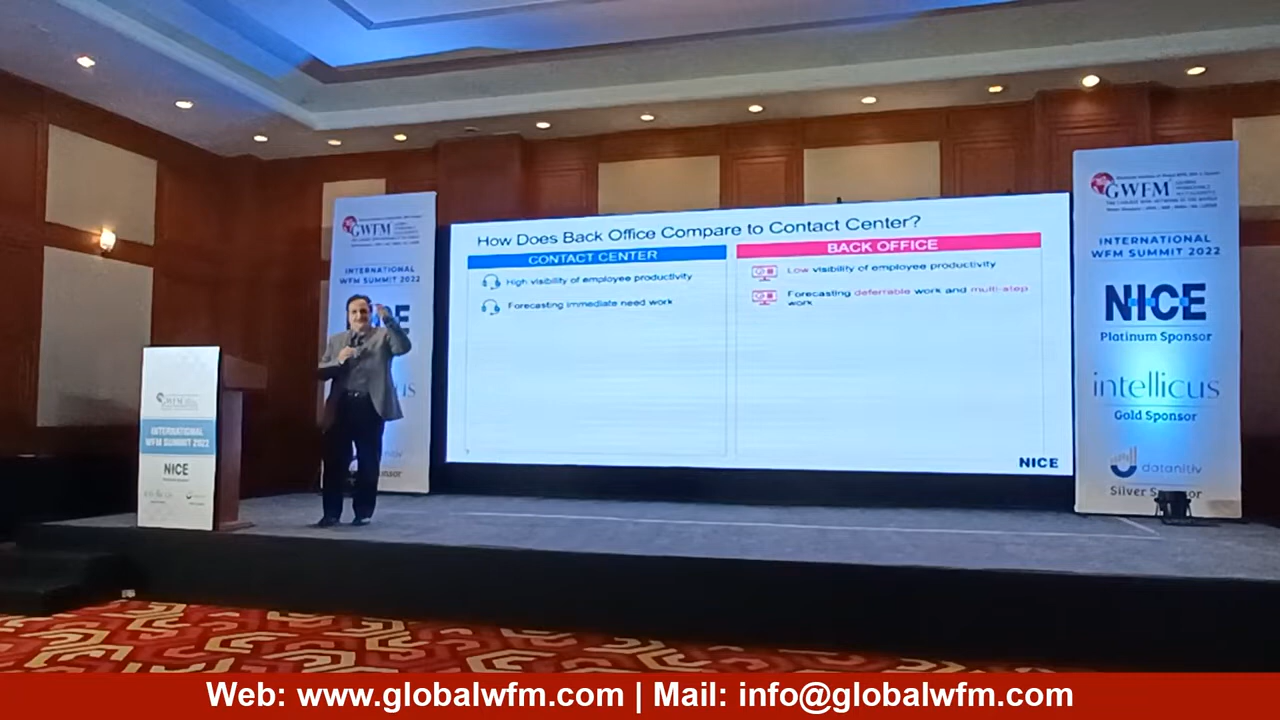 How Does Back Office Compare to Contact Center?
CONTACT CENTER
High visibility of employee productivity
Forecasting immediate need work
BACK OFFICE
Low visibility of employee productivity
Forecasting deferrable work and multi-step
work
NICE
GWFM
INTERNATIONAL
WFM SUMMIT 2022
GWFM
INTERNATIONAL
WFM SUMMIT 2022
NICE
Platinum Sponsor
intellicus
Gold Sponsor
datanitiv
Silver
INTERNATIONAL
WFM SUMMIT 2022
NICE
Web: www.globalwfm.com | Mail: info@globalwfm.com